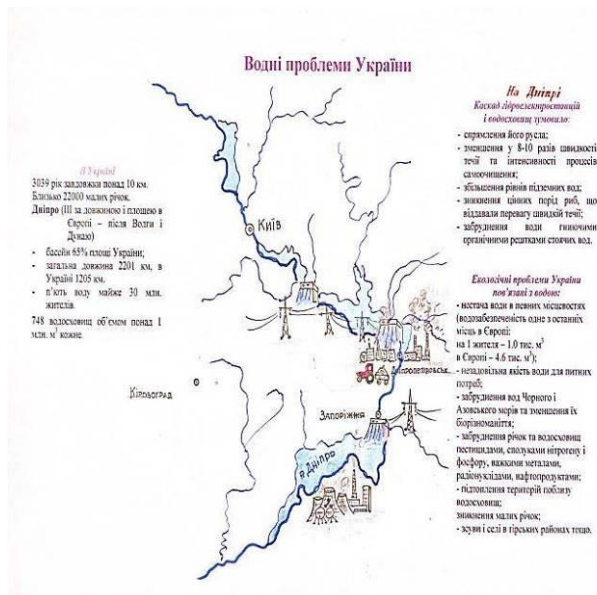 Водні проблеми України
В Україні
3039 рік завдовжки понад 10 км.
Близько 22000 малих річок.
Дніпро (III за довжиною і площею в
Європі – після Волги і
Дунаю)
- басейн 65% площі України;
- загальна довжина 2201 км, в
Україні 1205 км.
- п'ють воду майже 30 млн.
жителів.
748 водосховищ об'ємом понад 1
млн. м³ кожне.
Київ
Кіровоград
Дніпропетровськ
Запоріжжя
р. Дніпро
На Дніпрі
Каскад гідроелектростанцій
і водосховищ зумовило:
- спрямлення його русла;
- зменшення у 8-10 разів швидкості
течії та інтенсивності процесів
самоочищення;
- збільшення рівнів підземних вод;
- зникнення цінних порід риб, що
віддавали перевагу швидкій течії;
- забруднення води гниючими
органічними рештками стоячих вод.
Екологічні проблеми України
пов'язані з водою:
- нестача води в певних місцевостях
(водозабезпеченість одне з останніх
місць в Європі:
на 1 жителя – 1.0 тис. м³
в Європі – 4.6 тис. м³);
- незадовільна якість води для питних
потреб;
- забруднення вод Чорного і
Азовського морів та зменшення їх
біорізноманіття;
- забруднення річок та водосховищ
пестицидами, сполуками нітрогену і
фосфору, важкими металами,
радіонуклідами, нафтопродуктами;
- підтоплення територій поблизу
водосховищ;
зникнення малих річок;
- зсуви і селі в гірських районах тощо.